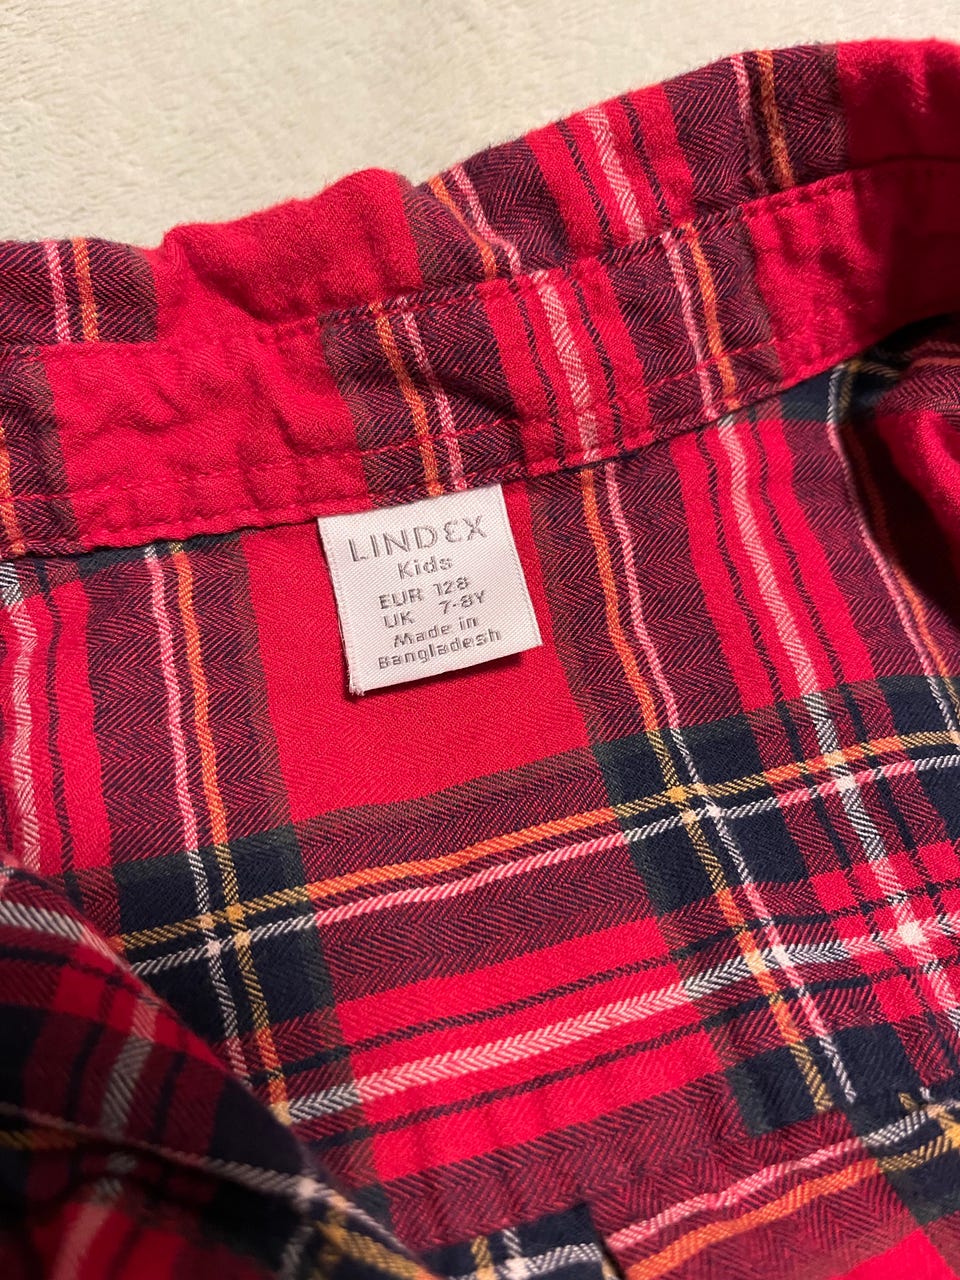 LINDEX
Kids
EUR 128
UK 7-8Y
Made in
Bangladesh